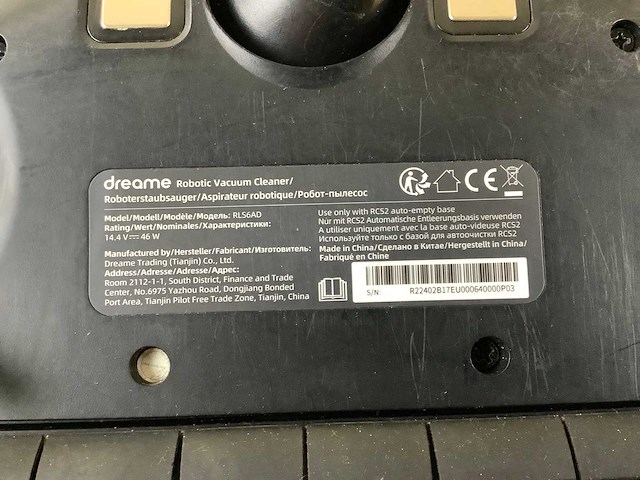 dreame Robotic Vacuum Cleaner/
Roboterstaubsauger/Aspirateur robotique/Робот-пылесос
Model/Modell/Modèle/Модель: RLS6AD
Rating/Wert/Nominales/Характеристики:
14.4 V⎓ 46 W
Manufactured by/Hersteller/Fabricant/Изготовитель:
Dreame Trading (Tianjin) Co., Ltd.
Address/Adresse/Adresse/Адрес:
Room 2112-1-1, South District, Finance and Trade
Center, No.6975 Yazhou Road, Dongjiang Bonded
Port Area, Tianjin Pilot Free Trade Zone, Tianjin, China
CE
Use only with RCS2 auto-empty base
Nur mit RCS2 Automatische Entleerungsbasis verwenden
A utiliser uniquement avec la base auto-videuse RCS2
Используйте только с базой для автоочистки RCS2
Made in China/Сделано в Китае/Hergestellt in China/
Fabriqué en Chine
S/N: R22402B17EU000640000P03